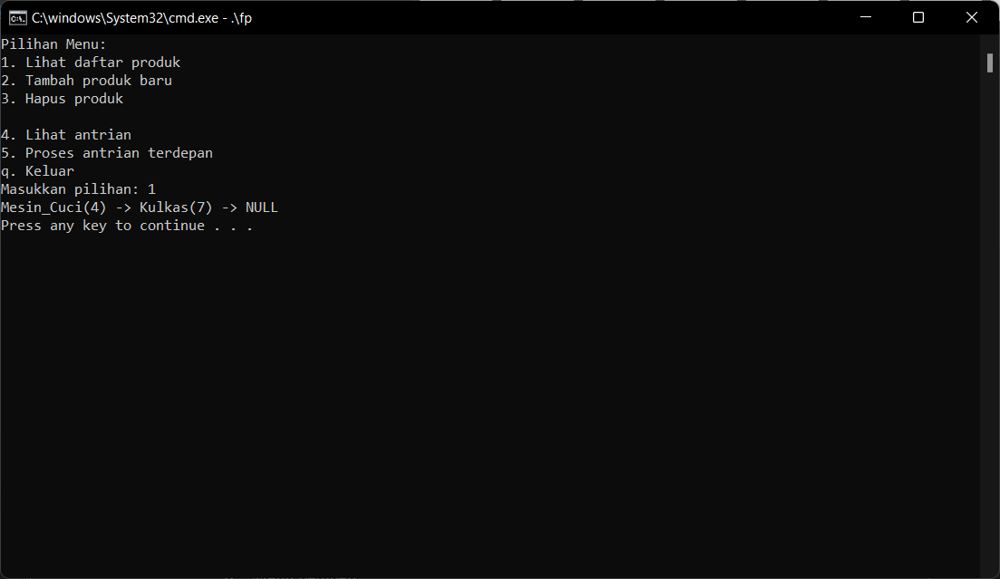 C:\windows\System32\cmd.exe - .\fp
Pilihan Menu:
1. Lihat daftar produk
2. Tambah produk baru
3. Hapus produk
4. Lihat antrian
5. Proses antrian terdepan
q. Keluar
Masukkan pilihan: 1
Mesin_Cuci(4) -> Kulkas(7) -> NULL
Press any key to continue . . .